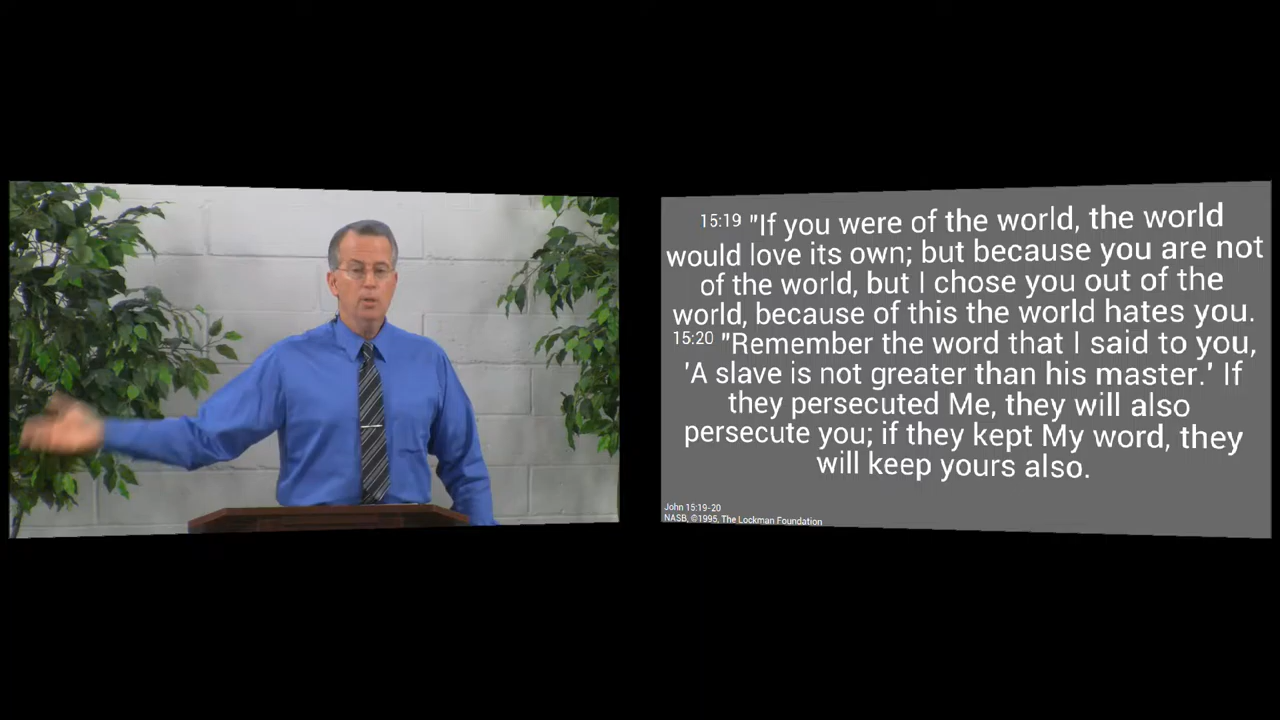 15:19 "If you were of the world, the world
would love its own; but because you are not
of the world, but I chose you out of the
world, because of this the world hates you.
15:20 "Remember the word that I said to you,
'A slave is not greater than his master.' If
they persecuted Me, they will also
persecute you; if they kept My word, they
will keep yours also.
John 15:19-20
NASB, ©1995, The Lockman Foundation